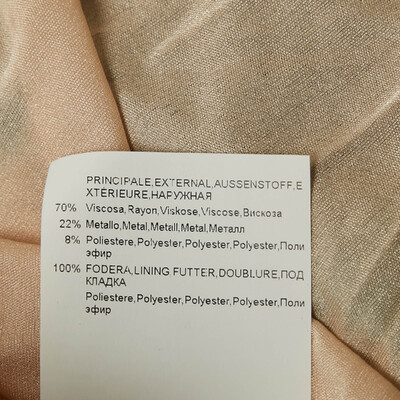 PRINCIPALE,EXTERNAL,AUSSENSTOFF,E
XTÉRIEURE,НАРУЖНАЯ
70% Viscosa,Rayon,Viskose,Viscose,Вискоза
22% Metallo,Metal,Metall,Metal,Металл
8% Poliestere,Polyester,Polyester,Polyester,Поли
эфир
100% FODERA,LINING FUTTER,DOUBLURE,ПОД
КЛАДКА
Poliestere,Polyester,Polyester,Polyester,Поли
эфир